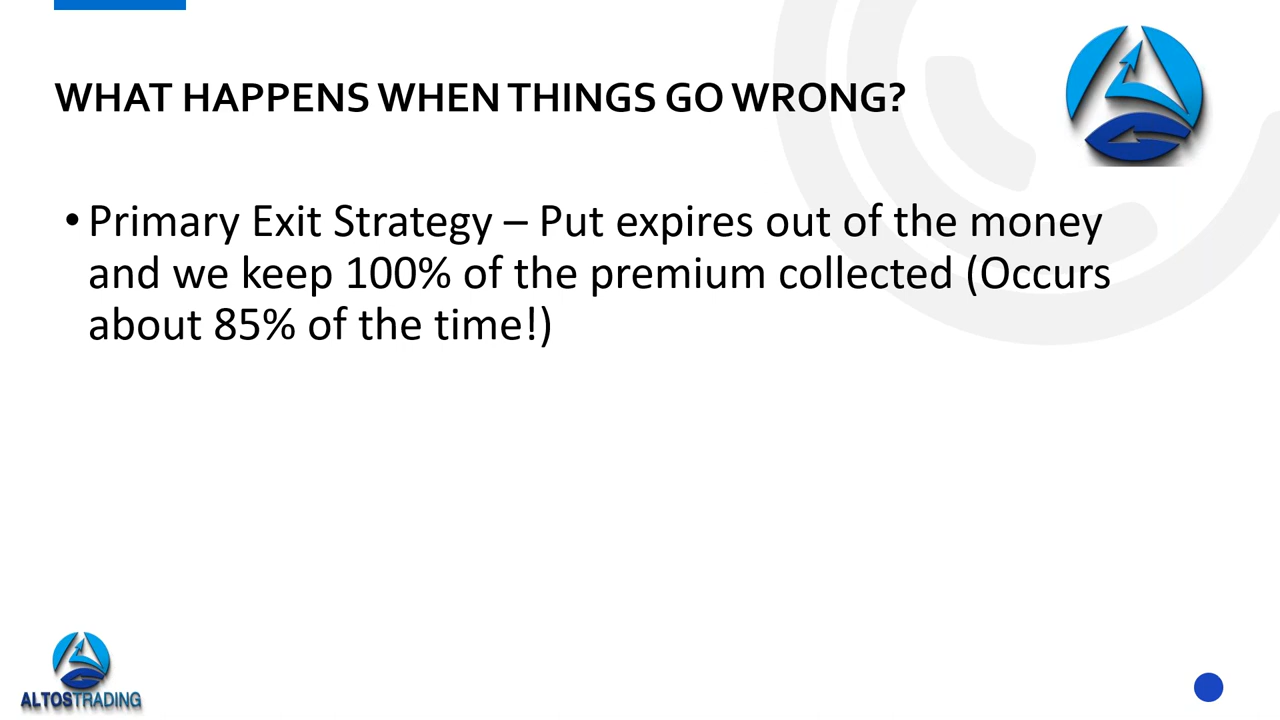 WHAT HAPPENS WHEN THINGS GO WRONG?
• Primary Exit Strategy – Put expires out of the money
and we keep 100% of the premium collected (Occurs
about 85% of the time!)
ALTOSTRADING